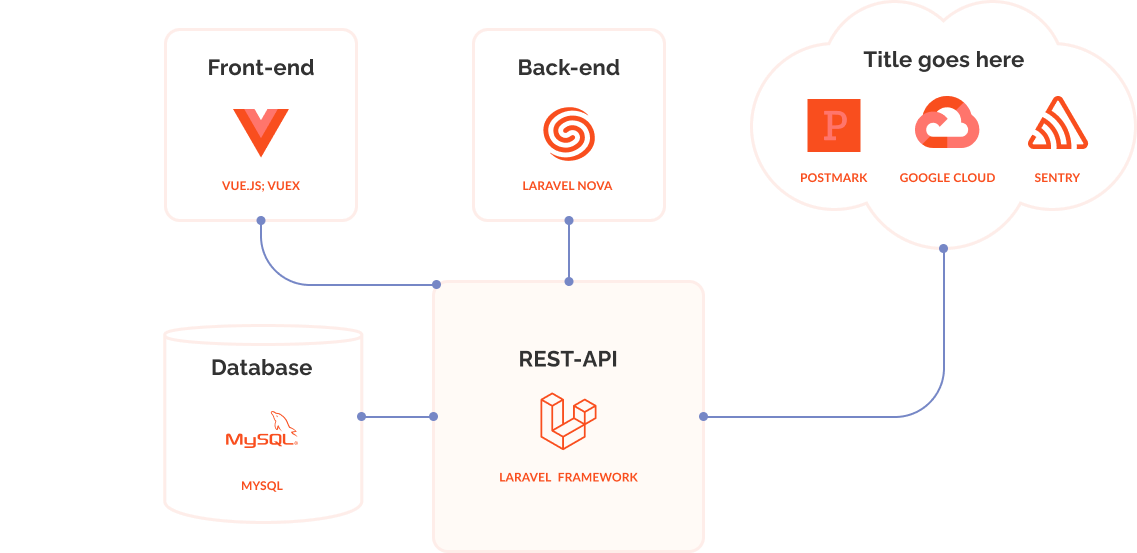 Front-end
VUE.JS; VUEX
Back-end
LARAVEL NOVA
Title goes here
P
POSTMARK
GOOGLE CLOUD
SENTRY
Database
MySQL®
MYSQL
REST-API
LARAVEL FRAMEWORK